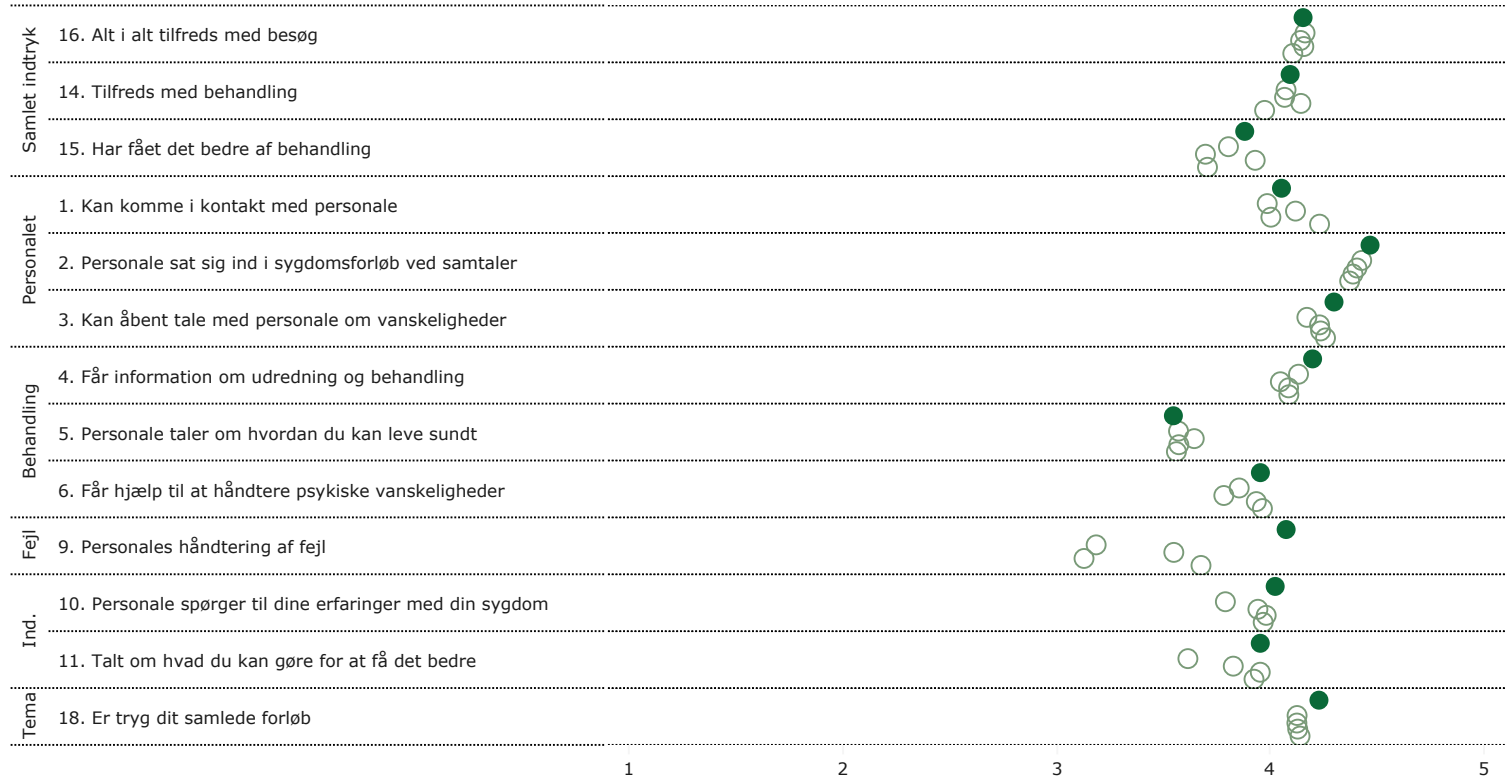 Samlet indtryk
16. Alt i alt tilfreds med besøg
14. Tilfreds med behandling
15. Har fået det bedre af behandling
Personalet
1. Kan komme i kontakt med personale
2. Personale sat sig ind i sygdomsforløb ved samtaler
3. Kan åbent tale med personale om vanskeligheder
Behandling
4. Får information om udredning og behandling
5. Personale taler om hvordan du kan leve sundt
6. Får hjælp til at håndtere psykiske vanskeligheder
Fejl
9. Personales håndtering af fejl
Ind.
10. Personale spørger til dine erfaringer med din sygdom
11. Talt om hvad du kan gøre for at få det bedre
Tema
18. Er tryg dit samlede forløb
1 2 3 4 5